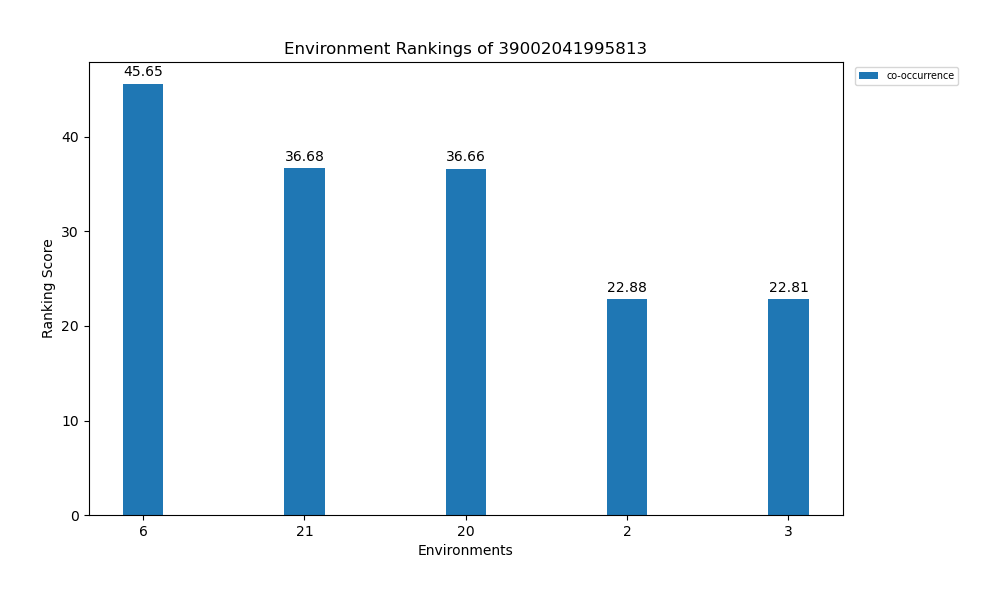 Environment Rankings of 39002041995813
co-occurrence
45.65
36.68
36.66
22.88
22.81
Ranking Score
40
30
20
10
0
6 21 20 2 3
Environments